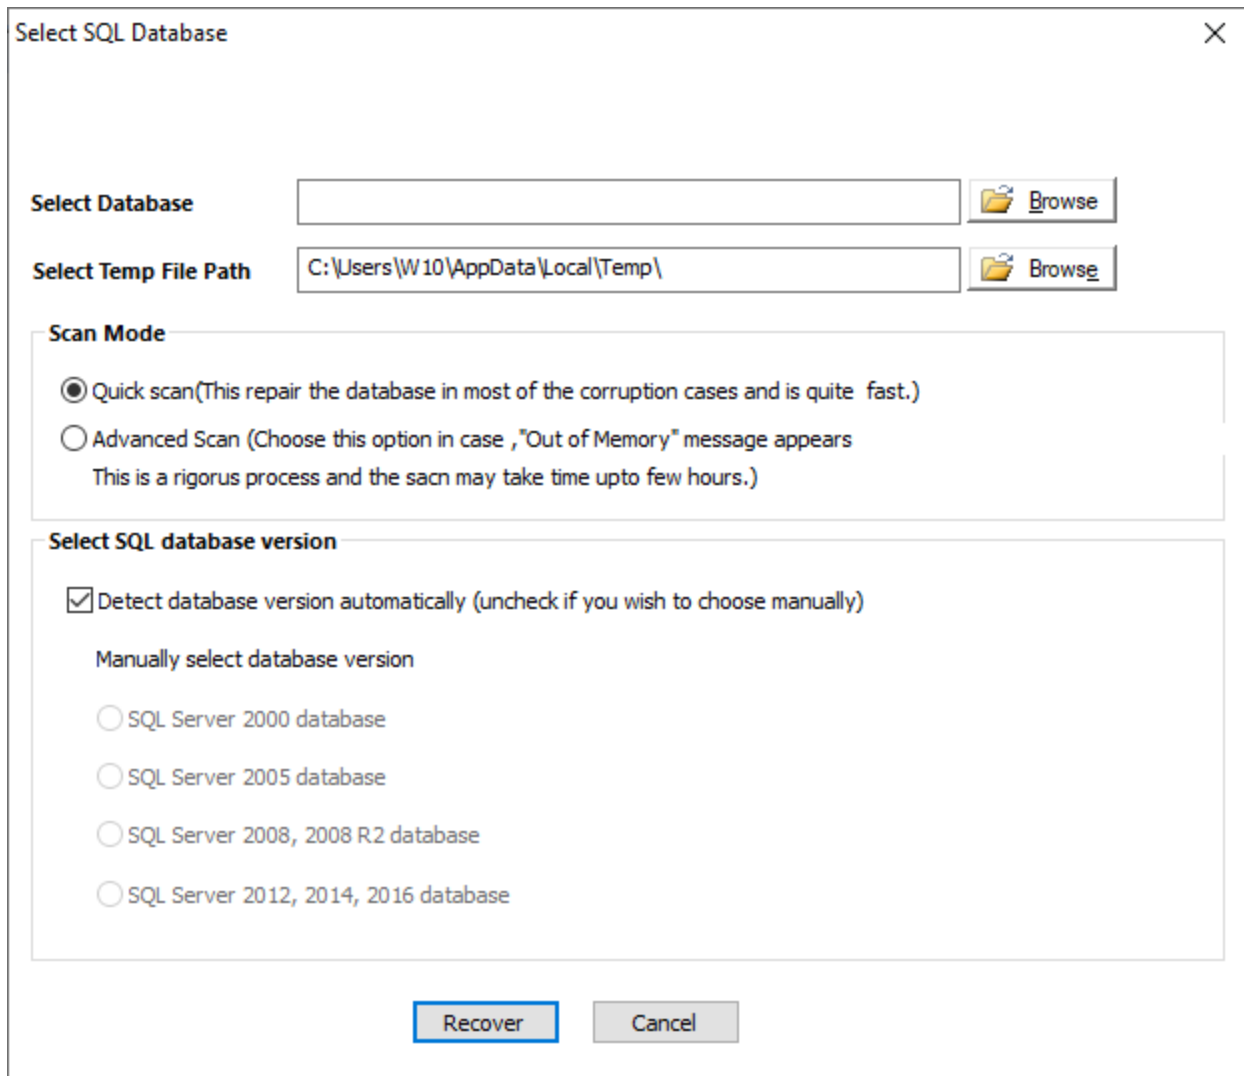 Select SQL Database
Select Database
Browse
Select Temp File Path
C:\Users\W10\AppData\Local\Temp\
Browse
Scan Mode
Quick scan(This repair the database in most of the corruption cases and is quite  fast.)
Advanced Scan (Choose this option in case ,"Out of Memory" message appears
This is a rigorus process and the sacn may take time upto few hours.)
Select SQL database version
Detect database version automatically (uncheck if you wish to choose manually)
Manually select database version
SQL Server 2000 database
SQL Server 2005 database
SQL Server 2008, 2008 R2 database
SQL Server 2012, 2014, 2016 database
Recover
Cancel